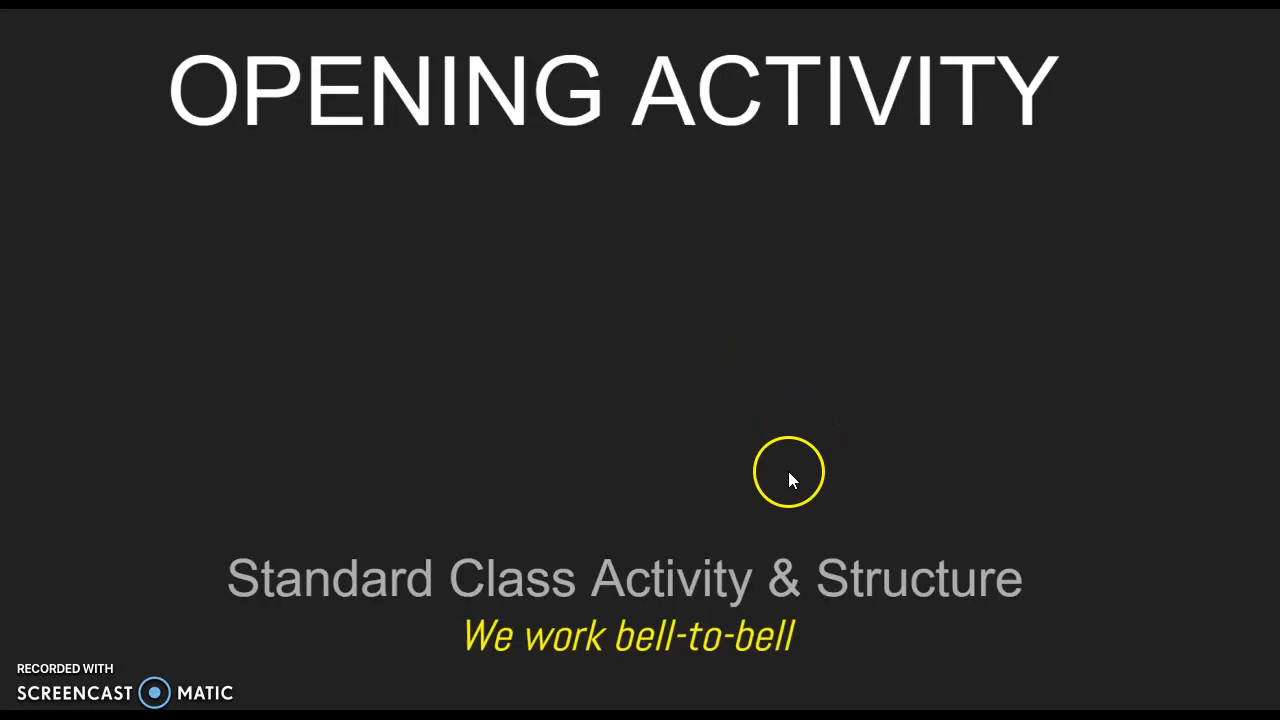 OPENING ACTIVITY
Standard Class Activity & Structure
We work bell-to-bell
RECORDED WITH
SCREENCAST MATIC